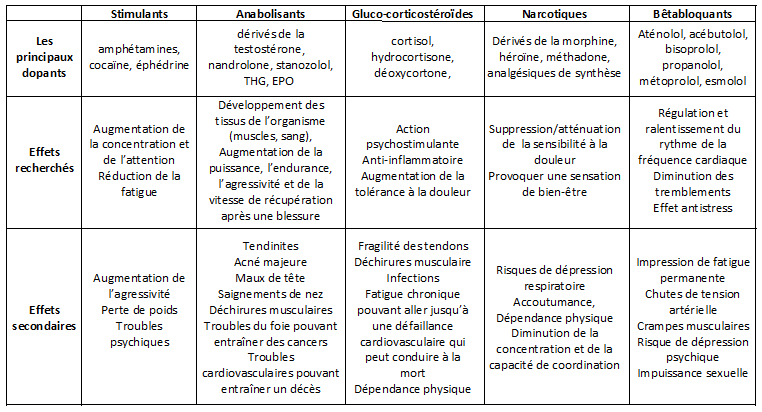 Stimulants
Anabolisants
Gluco-corticostéroïdes
Narcotiques
Bêtabloquants
Les
principaux
dopants
amphétamines,
cocaïne, éphédrine
dérivés de la
testostérone,
nandrolone, stanozolol,
THG, EPO
cortisol,
hydrocortisone,
déoxycortone,
Dérivés de la morphine,
héroïne, méthadone,
analgésiques de synthèse
Aténolol, acébutolol,
bisoprolol,
propanolol,
métoprolol, esmolol
Effets
recherchés
Augmentation de
la concentration et
de l'attention
Réduction de la
fatigue
Développement des
tissus de l'organisme
(muscles, sang),
Augmentation de la
puissance, l'endurance,
l'agressivité et de la
vitesse de récupération
après une blessure
Action
psychostimulante
Anti-inflammatoire
Augmentation de la
tolérance à la douleur
Suppression/atténuation
de la sensibilité à la
douleur
Provoquer une sensation
de bien-être
Régulation et
ralentissement du
rythme de la
fréquence cardiaque
Diminution des
tremblements
Effet antistress
Effets
secondaires
Augmentation de
l'agressivité
Perte de poids
Troubles
psychiques
Tendinites
Acné majeure
Maux de tête
Saignements de nez
Déchirures musculaires
Troubles du foie pouvant
entraîner des cancers
Troubles
cardiovasculaires pouvant
entraîner un décès
Fragilité des tendons
Déchirures musculaire
Infections
Fatigue chronique
pouvant aller jusqu'à
une défaillance
cardiovasculaire qui
peut conduire à la
mort
Dépendance physique
Risques de dépression
respiratoire
Accoutumance,
Dépendance physique
Diminution de la
concentration et de la
capacité de coordination
Impression de fatigue
permanente
Chutes de tension
artérielle
Crampes musculaires
Risque de dépression
psychique
Impuissance sexuelle